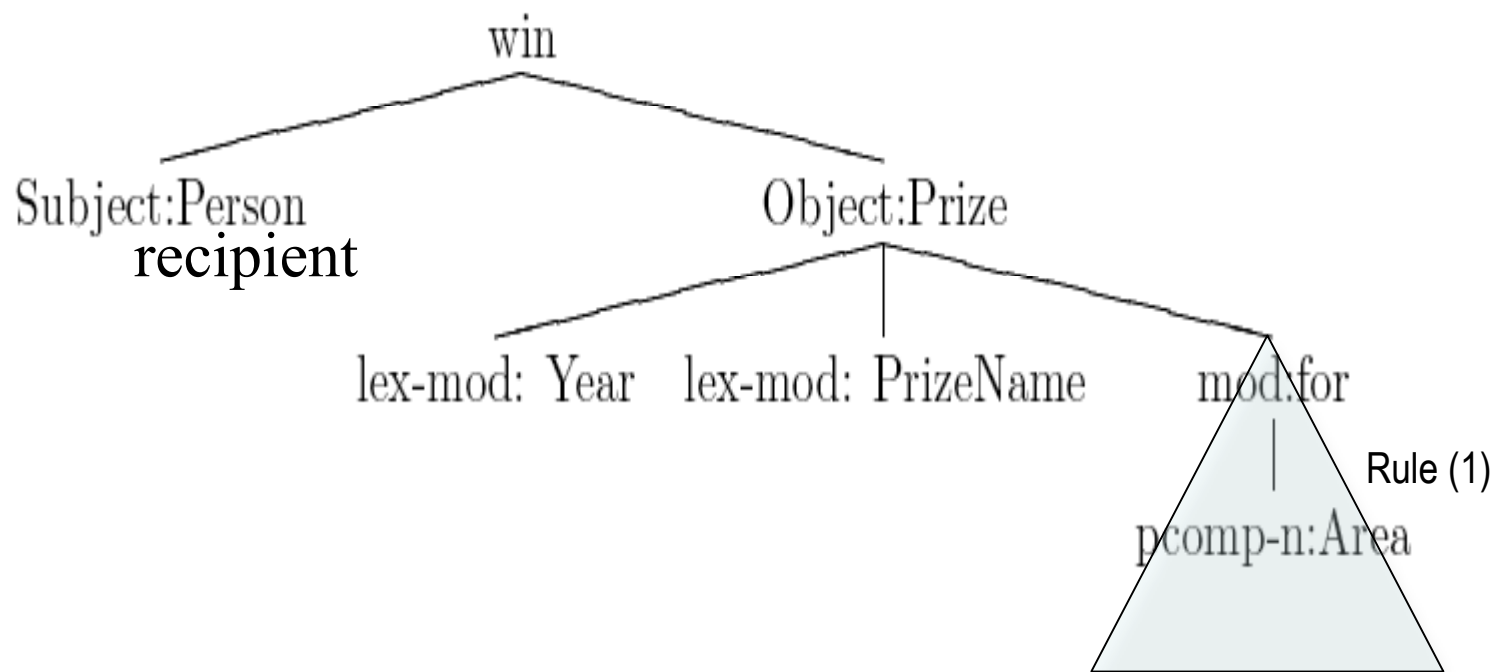 win
Subject:Person
recipient
Object:Prize
lex-mod: Year
lex-mod: PrizeName
mod:for
Rule (1)
pcomp-n:Area